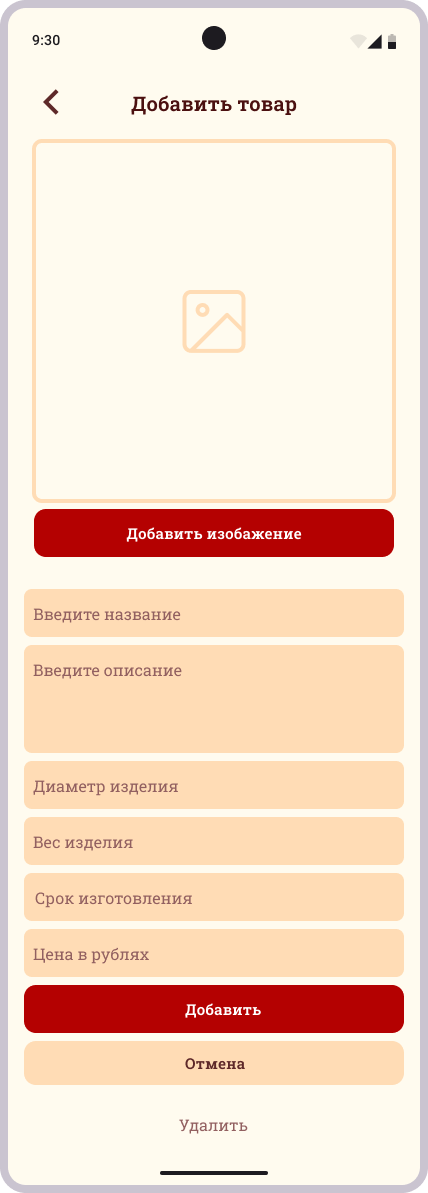 9:30
Добавить товар
Добавить изобажение
Введите название
Введите описание
Диаметр изделия
Вес изделия
Срок изготовления
Цена в рублях
Добавить
Отмена
Удалить